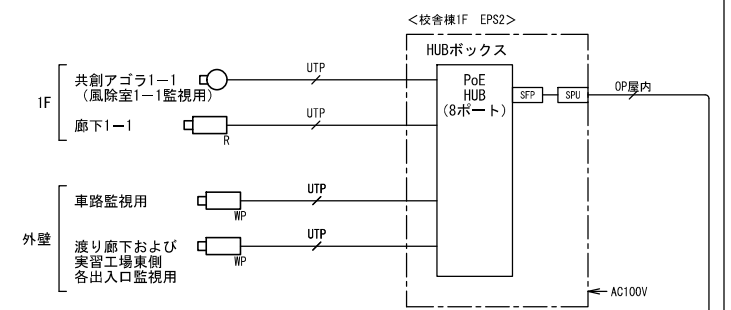 <校舎棟1F EPS2>
HUBボックス
1F
共創アゴラ1-1
(風除室1-1監視用)
UTP
PoE
HUB
(8ポート)
SFP
SPU
OP屋内
廊下1-1
R
UTP
外壁
車路監視用
WP
UTP
渡り廊下および
実習工場東側
各出入口監視用
WP
UTP
AC100V